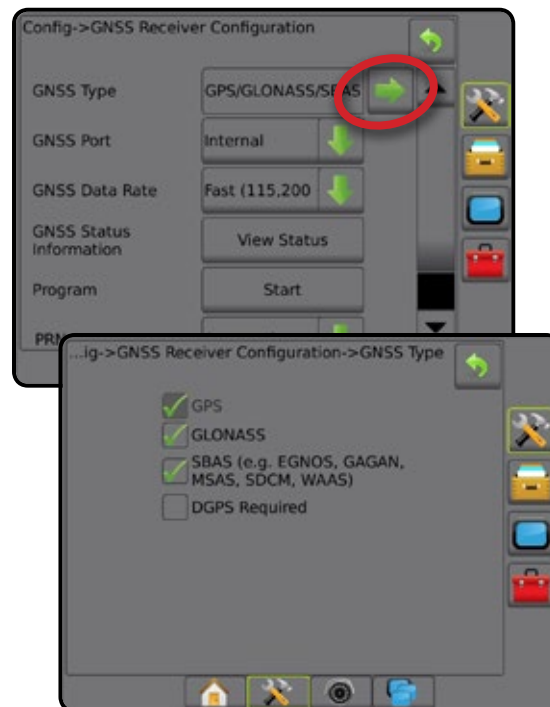 Config->GNSS Receiver Configuration
GNSS Type
GPS/GLONASS/SBAS
GNSS Port
Internal
GNSS Data Rate
Fast (115,200
GNSS Status
Information
View Status
Program
Start
PRN
...ig->GNSS Receiver Configuration->GNSS Type
GPS
GLONASS
SBAS (e.g. EGNOS, GAGAN,
MSAS, SDCM, WAAS)
DGPS Required